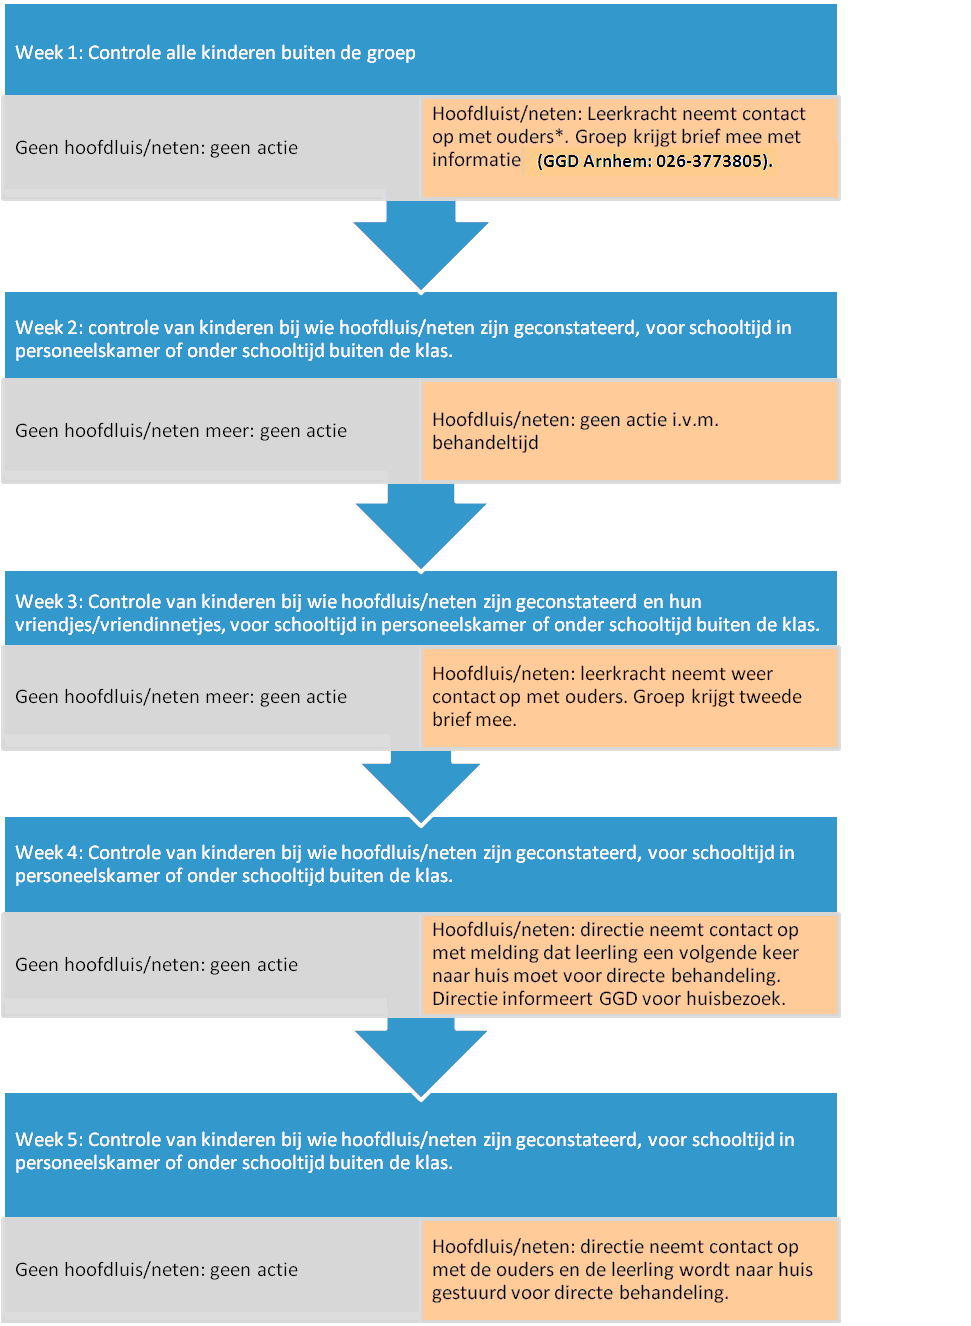 Week 1: Controle alle kinderen buiten de groep
Geen hoofdluis/neten: geen actie
Hoofdluist/neten: Leerkracht neemt contact
op met ouders*. Groep krijgt brief mee met
informatie (GGD Arnhem: 026-3773805).
Week 2: controle van kinderen bij wie hoofdluis/neten zijn geconstateerd, voor schooltijd in
personeelskamer of onder schooltijd buiten de klas.
Geen hoofdluis/neten meer: geen actie
Hoofdluis/neten: geen actie i.v.m.
behandeltijd
Week 3: Controle van kinderen bij wie hoofdluis/neten zijn geconstateerd en hun
vriendjes/vriendinnetjes, voor schooltijd in personeelskamer of onder schooltijd buiten de klas.
Geen hoofdluis/neten meer: geen actie
Hoofdluis/neten: leerkracht neemt weer
contact op met ouders. Groep krijgt tweede
brief mee.
Week 4: Controle van kinderen bij wie hoofdluis/neten zijn geconstateerd, voor schooltijd in
personeelskamer of onder schooltijd buiten de klas.
Geen hoofdluis/neten: geen actie
Hoofdluis/neten: directie neemt contact op
met melding dat leerling een volgende keer
naar huis moet voor directe behandeling.
Directie informeert GGD voor huisbezoek.
Week 5: Controle van kinderen bij wie hoofdluis/neten zijn geconstateerd, voor schooltijd in
personeelskamer of onder schooltijd buiten de klas.
Geen hoofdluis/neten: geen actie
Hoofdluis/neten: directie neemt contact op
met de ouders en de leerling wordt naar huis
gestuurd voor directe behandeling.